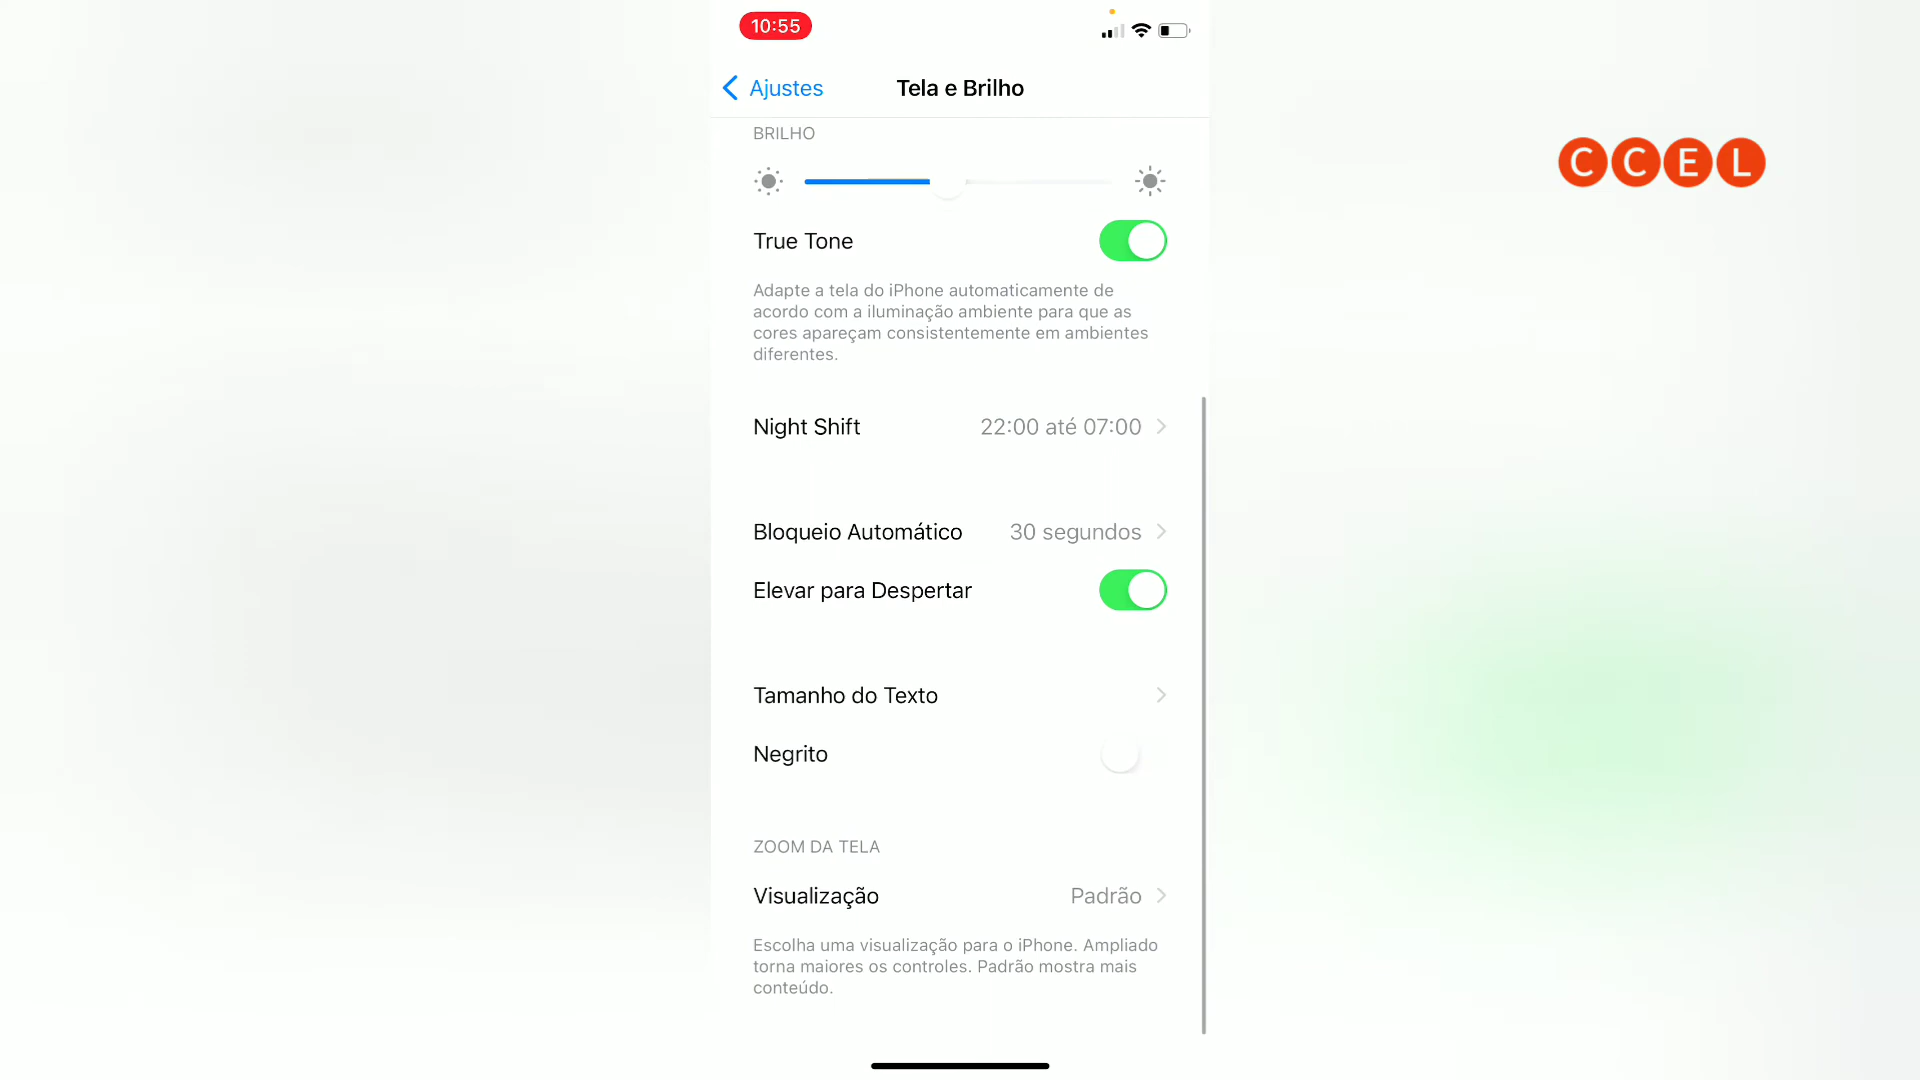 10:55
Ajustes
Tela e Brilho
BRILHO
CCEL
True Tone
Adapte a tela do iPhone automaticamente de
acordo com a iluminação ambiente para que as
cores apareçam consistentemente em ambientes
diferentes.
Night Shift 22:00 até 07:00
Bloqueio Automático 30 segundos
Elevar para Despertar
Tamanho do Texto
Negrito
ZOOM DA TELA
Visualização Padrão
Escolha uma visualização para o iPhone. Ampliado
torna maiores os controles. Padrão mostra mais
conteúdo.